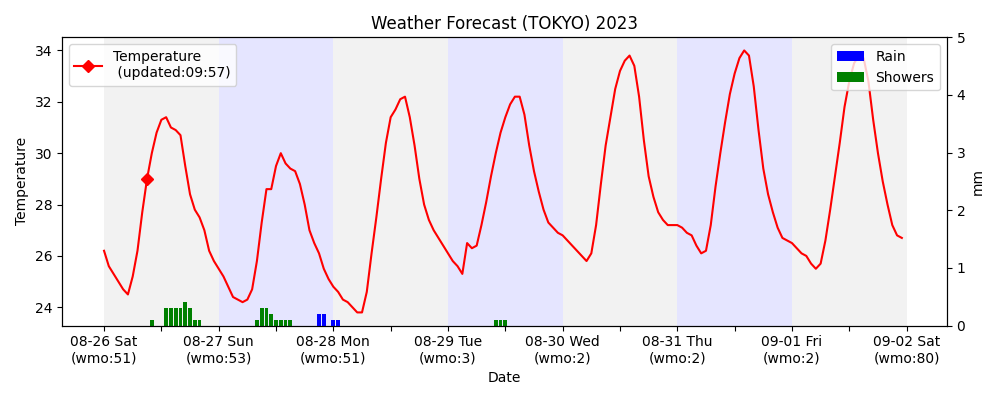 Weather Forecast (TOKYO) 2023
Temperature
(updated:09:57)
Rain
Showers
Temperature
34
32
30
28
26
24
5
4
3
2
1
0
mm
08-26 Sat
(wmo:51)
08-27 Sun
(wmo:53)
08-28 Mon
(wmo:51)
08-29 Tue
(wmo:3)
08-30 Wed
(wmo:2)
08-31 Thu
(wmo:2)
09-01 Fri
(wmo:2)
09-02 Sat
(wmo:80)
Date